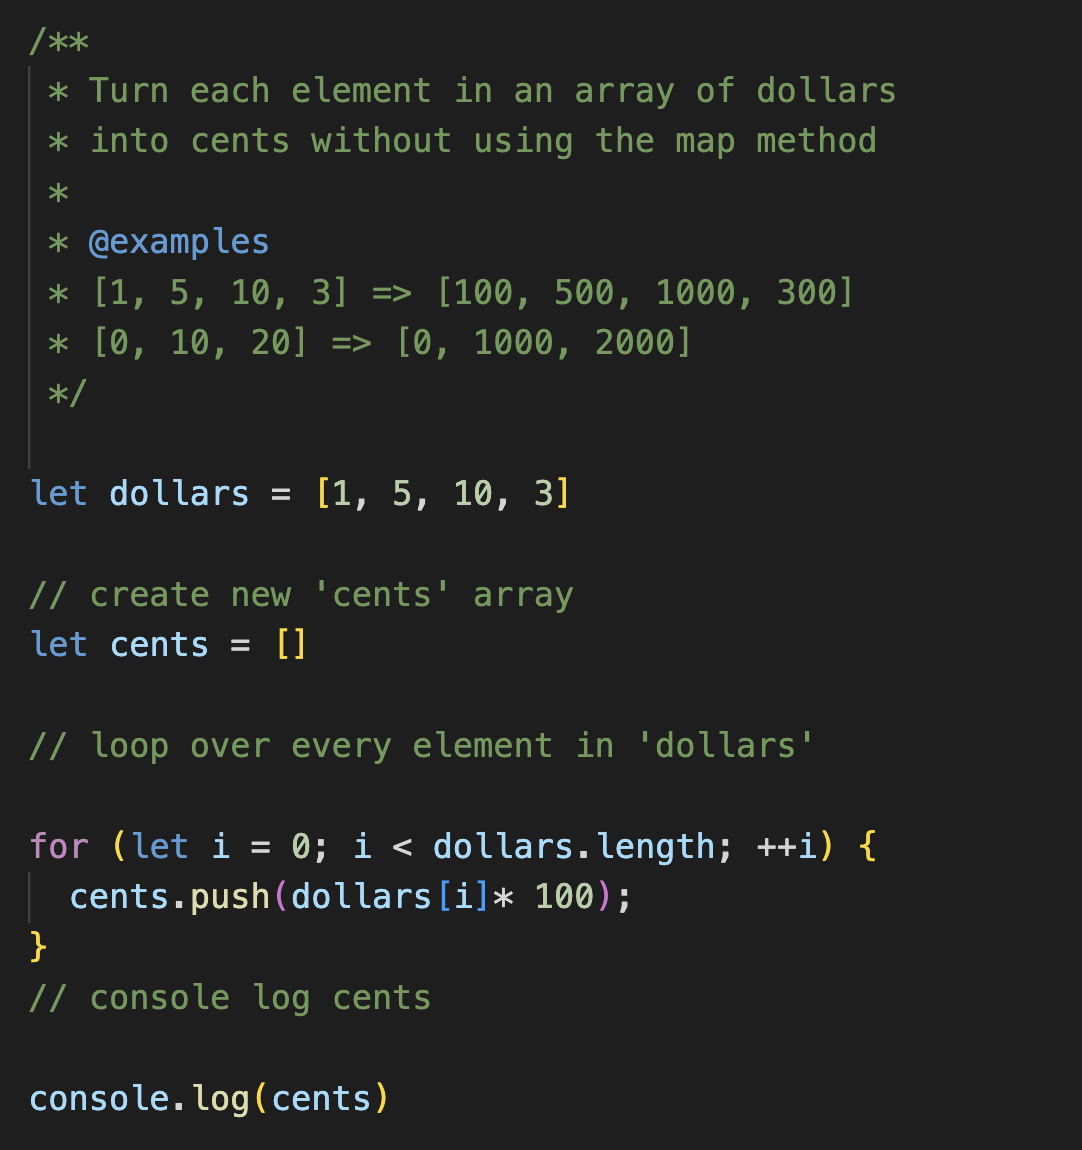 /**
 * Turn each element in an array of dollars
 * into cents without using the map method
 *
 * @examples
 * [1, 5, 10, 3] => [100, 500, 1000, 300]
 * [0, 10, 20] => [0, 1000, 2000]
 */
let dollars = [1, 5, 10, 3]
// create new 'cents' array
let cents = []
// loop over every element in 'dollars'
for (let i = 0; i < dollars.length; ++i) {
  cents.push(dollars[i]* 100);
}
// console log cents
console.log(cents)